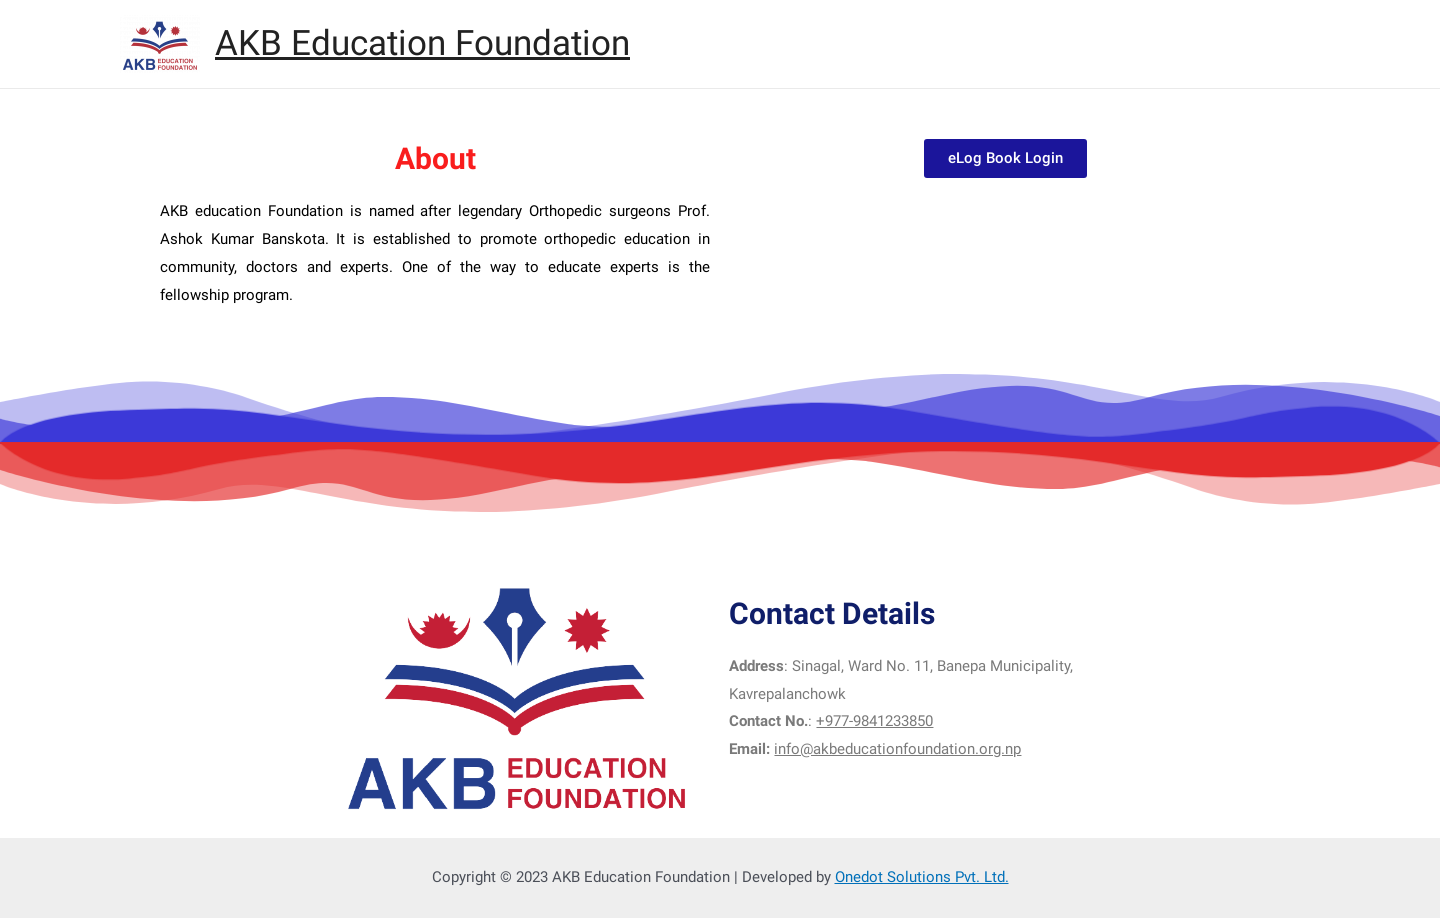 AKB EDUCATION
FOUNDATION
AKB Education Foundation
About
eLog Book Login
AKB education Foundation is named after legendary Orthopedic surgeons Prof.
Ashok Kumar Banskota. It is established to promote orthopedic education in
community, doctors and experts. One of the way to educate experts is the
fellowship program.
AKB EDUCATION
FOUNDATION
Contact Details
Address: Sinagal, Ward No. 11, Banepa Municipality,
Kavrepalanchowk
Contact No.: +977-9841233850
Email: info@akbeducationfoundation.org.np
Copyright © 2023 AKB Education Foundation | Developed by Onedot Solutions Pvt. Ltd.